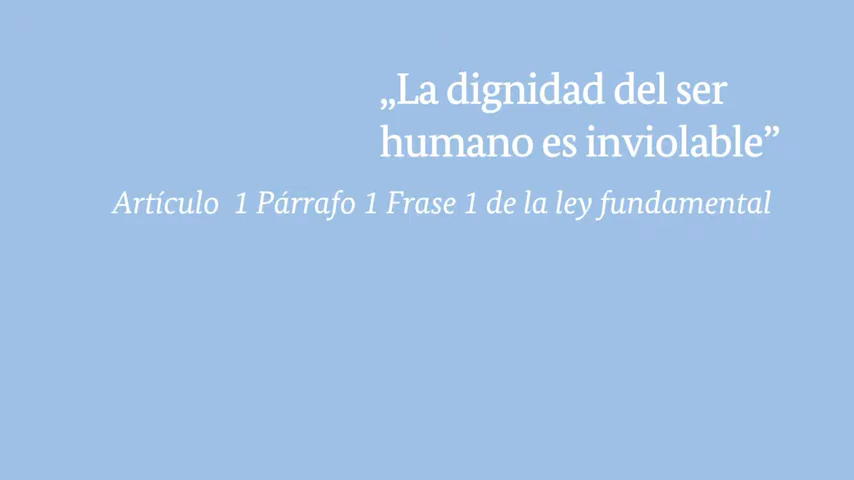 „La dignidad del ser
humano es inviolable”
Artículo 1 Párrafo 1 Frase 1 de la ley fundamental